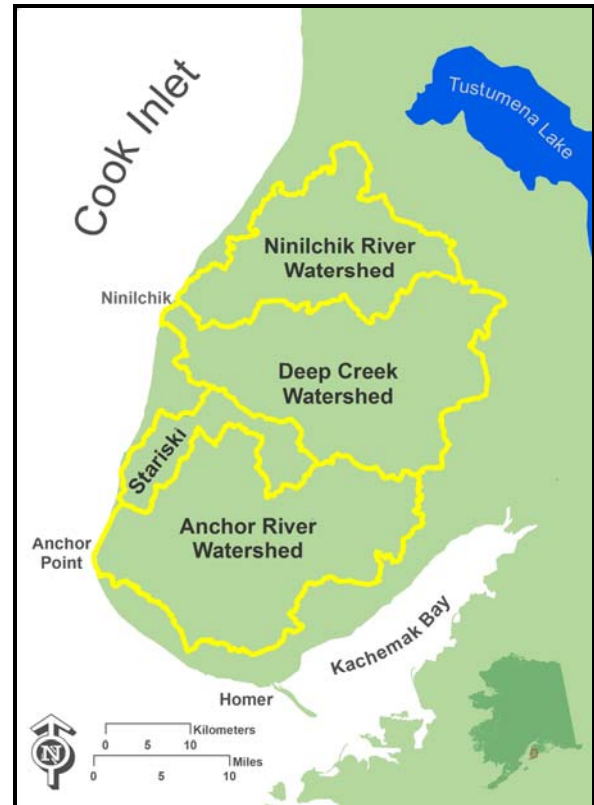 Cook Inlet
Tustumena Lake
Ninilchik River
Watershed
Ninilchik
Deep Creek
Watershed
Stariski
Anchor River
Watershed
Anchor
Point
Kachemak Bay
Homer
Kilometers
0 5 10
Miles
0 5 10
N